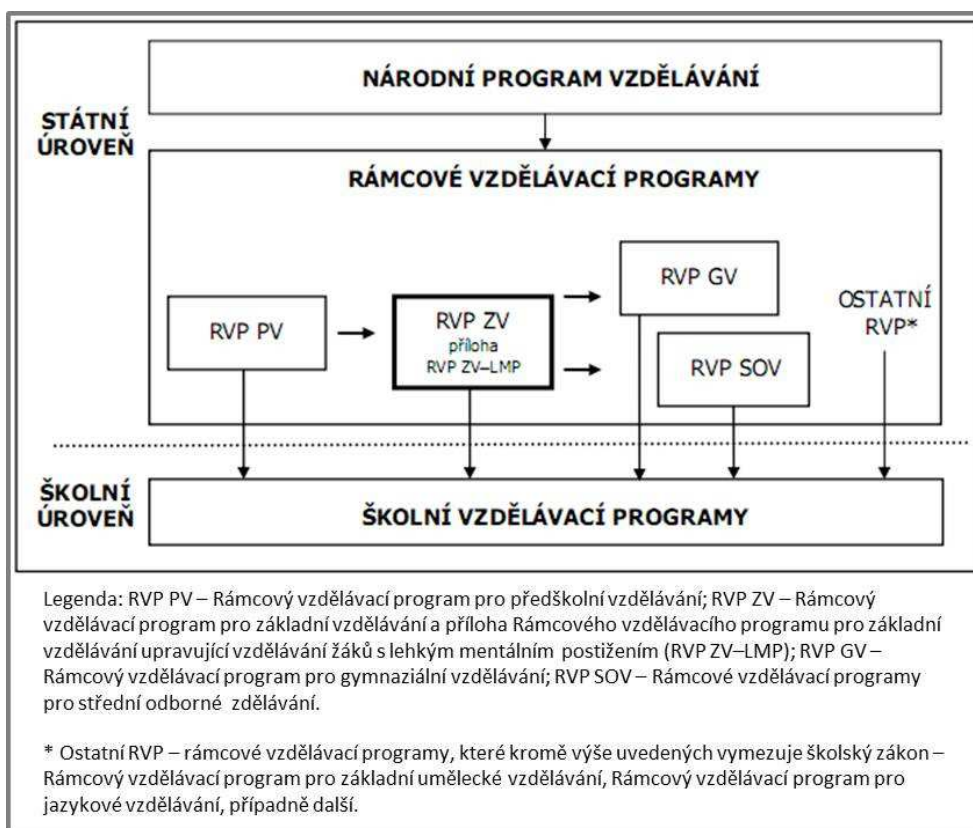 NÁRODNÍ PROGRAM VZDĚLÁVÁNÍ
STÁTNÍ
ÚROVEŇ
RÁMCOVÉ VZDĚLÁVACÍ PROGRAMY
RVP GV
RVP PV
RVP ZV
příloha
RVP ZV–LMP
OSTATNÍ
RVP*
RVP SOV
ŠKOLNÍ
ÚROVEŇ
ŠKOLNÍ VZDĚLÁVACÍ PROGRAMY
Legenda: RVP PV – Rámcový vzdělávací program pro předškolní vzdělávání; RVP ZV – Rámcový
vzdělávací program pro základní vzdělávání a příloha Rámcového vzdělávacího programu pro základní
vzdělávání upravující vzdělávání žáků s lehkým mentálním postižením (RVP ZV–LMP); RVP GV –
Rámcový vzdělávací program pro gymnaziální vzdělávání; RVP SOV – Rámcové vzdělávací programy
pro střední odborné zdělávání.
* Ostatní RVP – rámcové vzdělávací programy, které kromě výše uvedených vymezuje školský zákon –
Rámcový vzdělávací program pro základní umělecké vzdělávání, Rámcový vzdělávací program pro
jazykové vzdělávání, případně další.